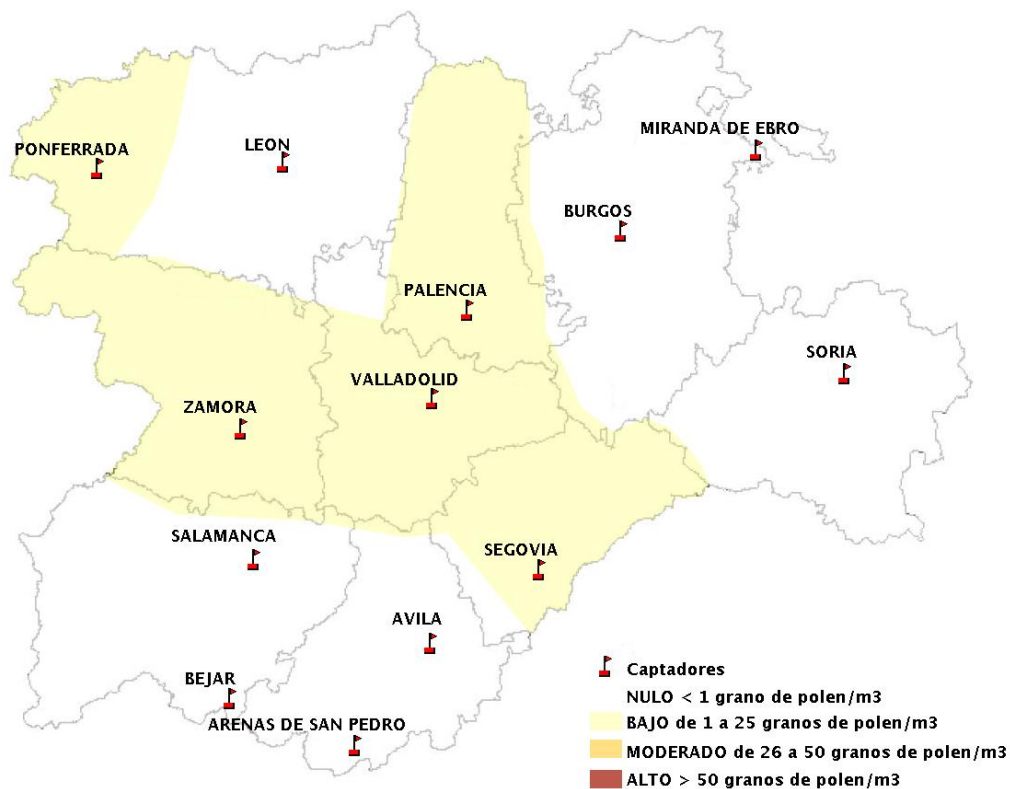 MIRANDA DE EBRO
PONFERRADA
LEON
BURGOS
PALENCIA
SORIA
VALLADOLID
ZAMORA
SALAMANCA
SEGOVIA
AVILA
BEJAR
ARENAS DE SAN PEDRO
Captadores
NULO < 1 grano de polen/m3
BAJO de 1 a 25 granos de polen/m3
MODERADO de 26 a 50 granos de polen/m3
ALTO > 50 granos de polen/m3